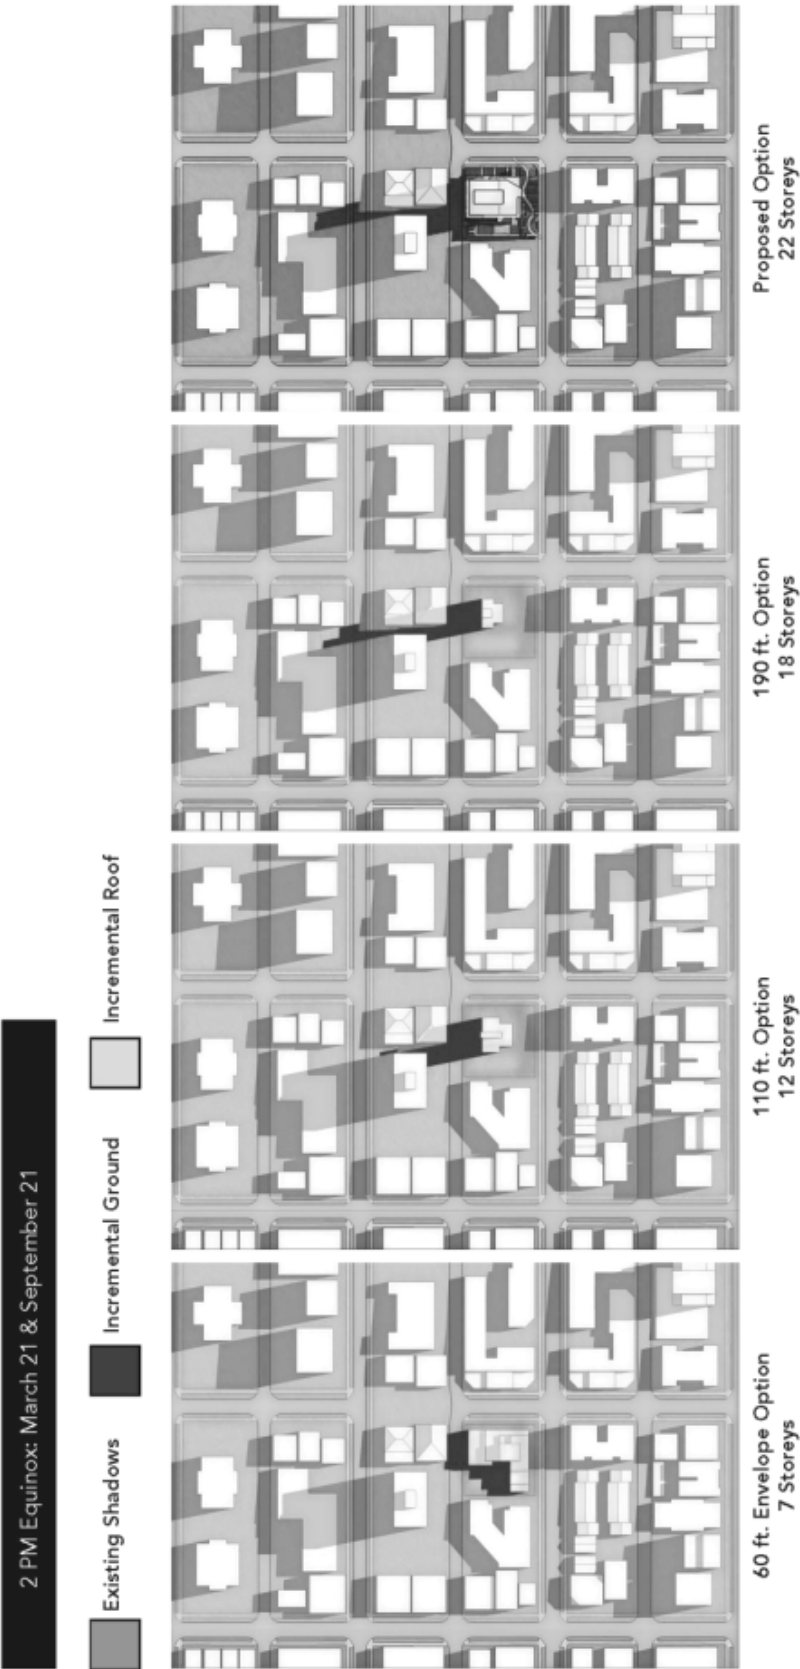 2 PM Equinox: March 21 & September 21
Existing Shadows
Incremental Ground
Incremental Roof
60 ft. Envelope Option
7 Storeys
110 ft. Option
12 Storeys
190 ft. Option
18 Storeys
Proposed Option
22 Storeys